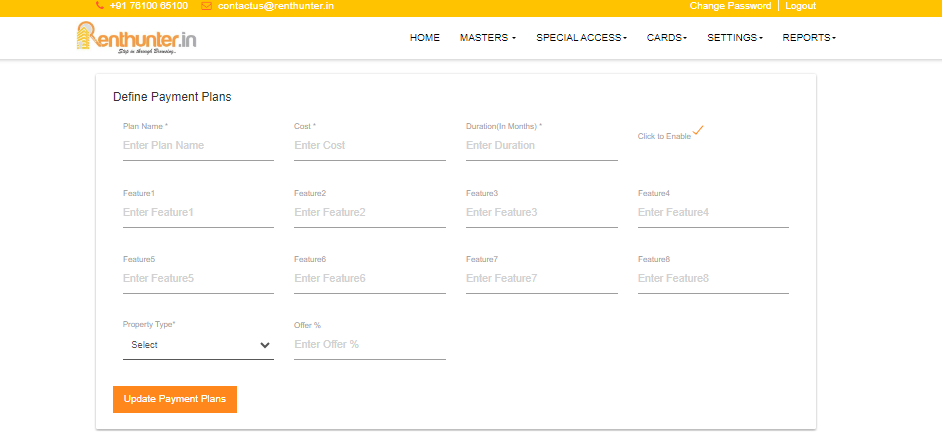 +91 76100 65100 contactus@renthunter.in Change Password Logout
Renthunter.in
Step in through Browsing..
HOME MASTERS SPECIAL ACCESS CARDS SETTINGS REPORTS
Define Payment Plans
Plan Name * Cost * Duration(In Months) * Click to Enable
Enter Plan Name Enter Cost Enter Duration
Feature1 Feature2 Feature3 Feature4
Enter Feature1 Enter Feature2 Enter Feature3 Enter Feature4
Feature5 Feature6 Feature7 Feature8
Enter Feature5 Enter Feature6 Enter Feature7 Enter Feature8
Property Type* Offer %
Select Enter Offer %
Update Payment Plans